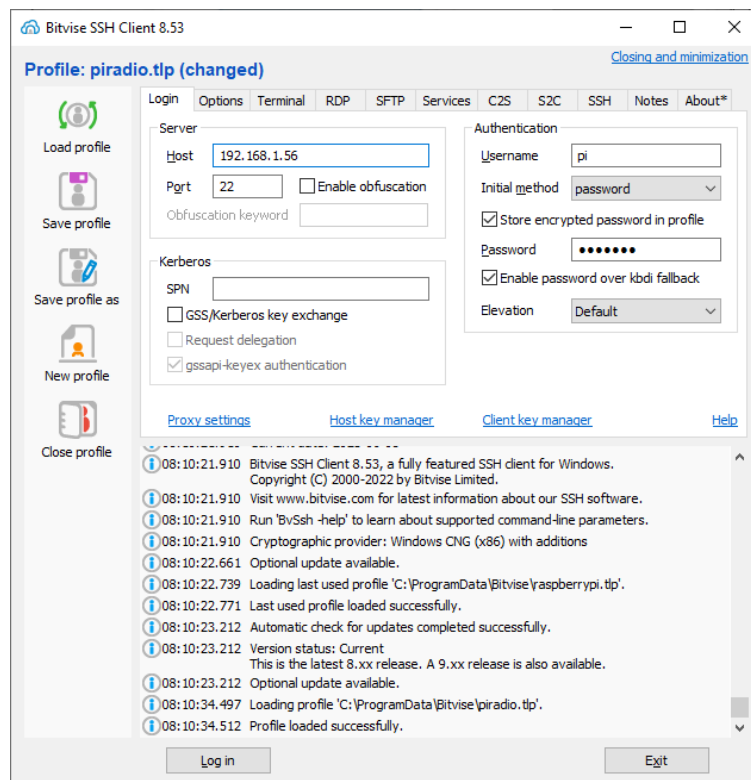 Bitvise SSH Client 8.53
Profile: piradio.tlp (changed)
Closing and minimization
Load profile
Save profile
Save profile as
New profile
Close profile
Login Options Terminal RDP SFTP Services C2S S2C SSH Notes About*
Server
Host 192.168.1.56
Port 22 Enable obfuscation
Obfuscation keyword
Kerberos
SPN
GSS/Kerberos key exchange
Request delegation
gssapi-keyex authentication
Authentication
Username pi
Initial method password
Store encrypted password in profile
Password •••••••
Enable password over kbdi fallback
Elevation Default
Proxy settings Host key manager Client key manager Help
08:10:21.910 Bitvise SSH Client 8.53, a fully featured SSH client for Windows.
Copyright (C) 2000-2022 by Bitvise Limited.
08:10:21.910 Visit www.bitvise.com for latest information about our SSH software.
08:10:21.910 Run 'BvSsh -help' to learn about supported command-line parameters.
08:10:21.910 Cryptographic provider: Windows CNG (x86) with additions
08:10:22.661 Optional update available.
08:10:22.739 Loading last used profile 'C:\ProgramData\Bitvise\raspberrypi.tlp'.
08:10:22.771 Last used profile loaded successfully.
08:10:23.212 Automatic check for updates completed successfully.
08:10:23.212 Version status: Current
This is the latest 8.xx release. A 9.xx release is also available.
08:10:23.212 Optional update available.
08:10:34.497 Loading profile 'C:\ProgramData\Bitvise\piradio.tlp'.
08:10:34.512 Profile loaded successfully.
Log in Exit